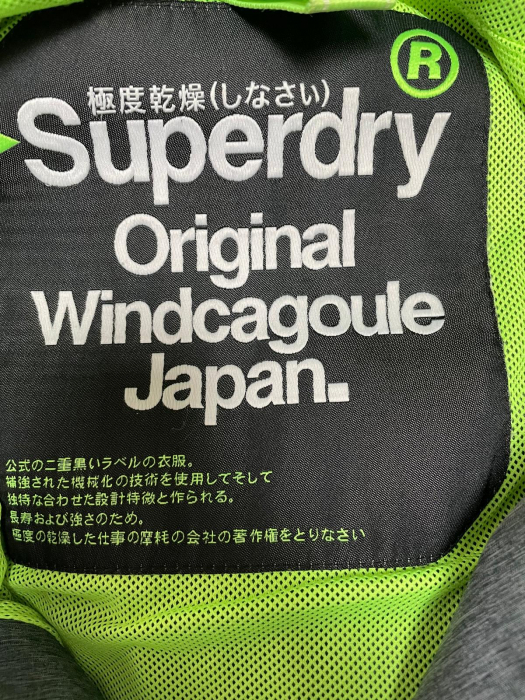 ®
極度乾燥(しなさい)
Superdry
Original
Windcagoule
Japan.
公式の二重黒いラベルの衣服。
補強された機械化の技術を使用してそして
独特な合わせた設計特徴と作られる。
長寿および強さのため。
極度の乾燥した仕事の摩耗の会社の著作権をとりなさい